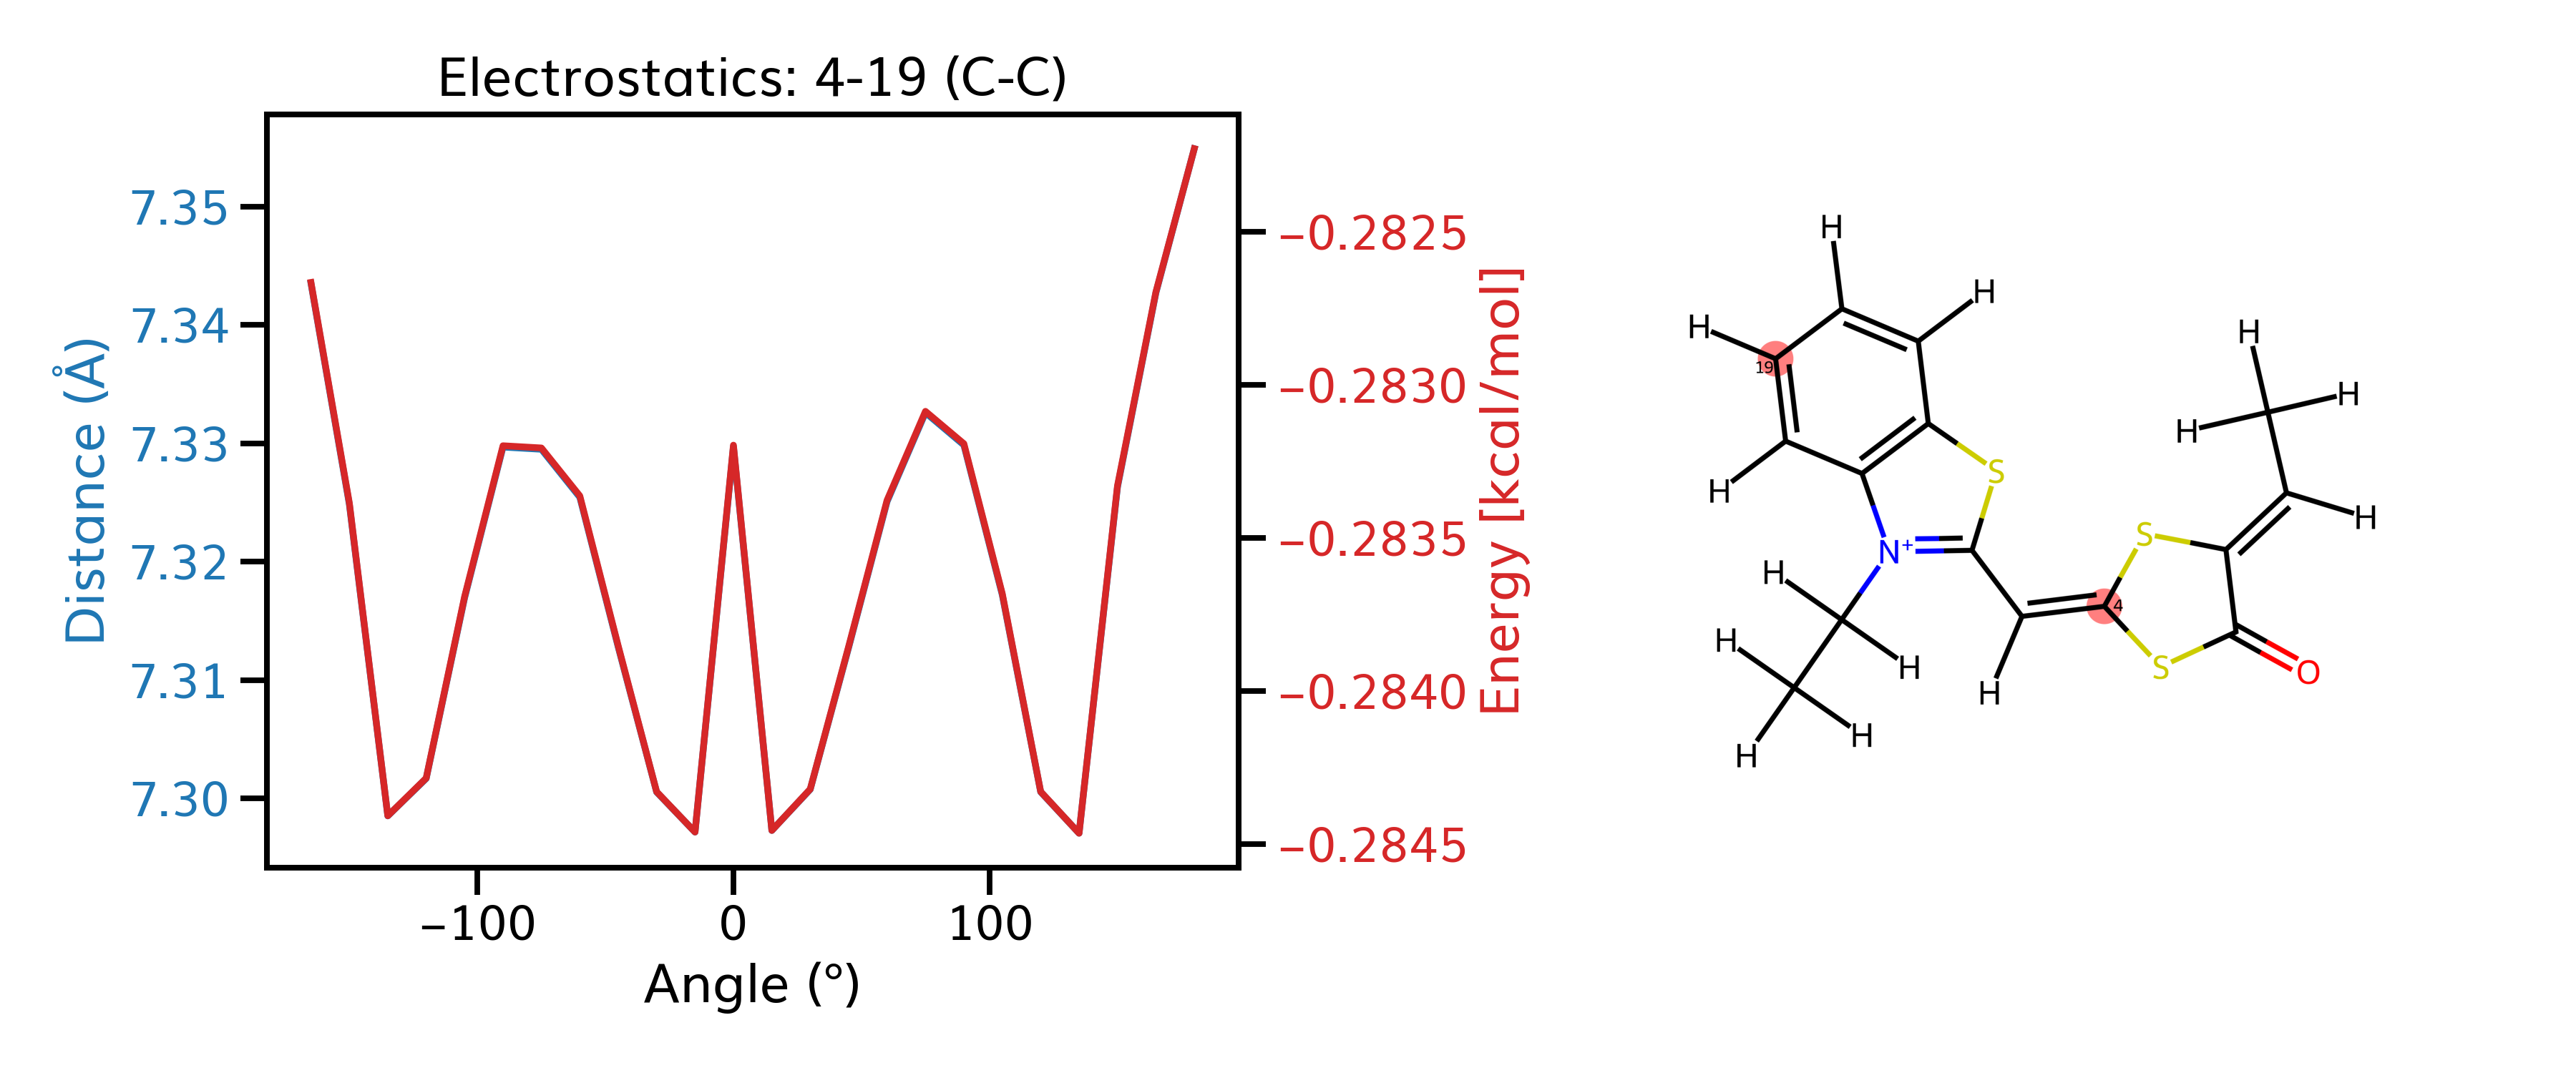 Electrostatics: 4-19 (C-C)
Distance (Å)
7.35
7.34
7.33
7.32
7.31
7.30
−100
0
100
Angle (°)
−0.2825
−0.2830
−0.2835
−0.2840
−0.2845
Energy [kcal/mol]
H
H
H
19
H
H
H
H
S
S
H
N+
H
4
H
H
S
O
H
H
H